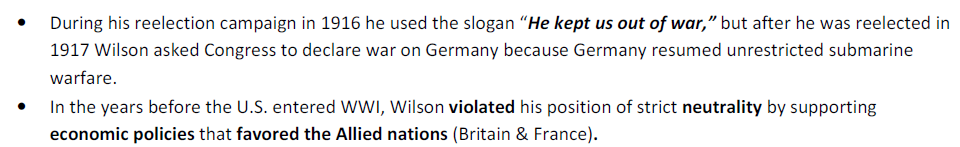 • During his reelection campaign in 1916 he used the slogan “He kept us out of war,” but after he was reelected in
1917 Wilson asked Congress to declare war on Germany because Germany resumed unrestricted submarine
warfare.
• In the years before the U.S. entered WWI, Wilson violated his position of strict neutrality by supporting
economic policies that favored the Allied nations (Britain & France).